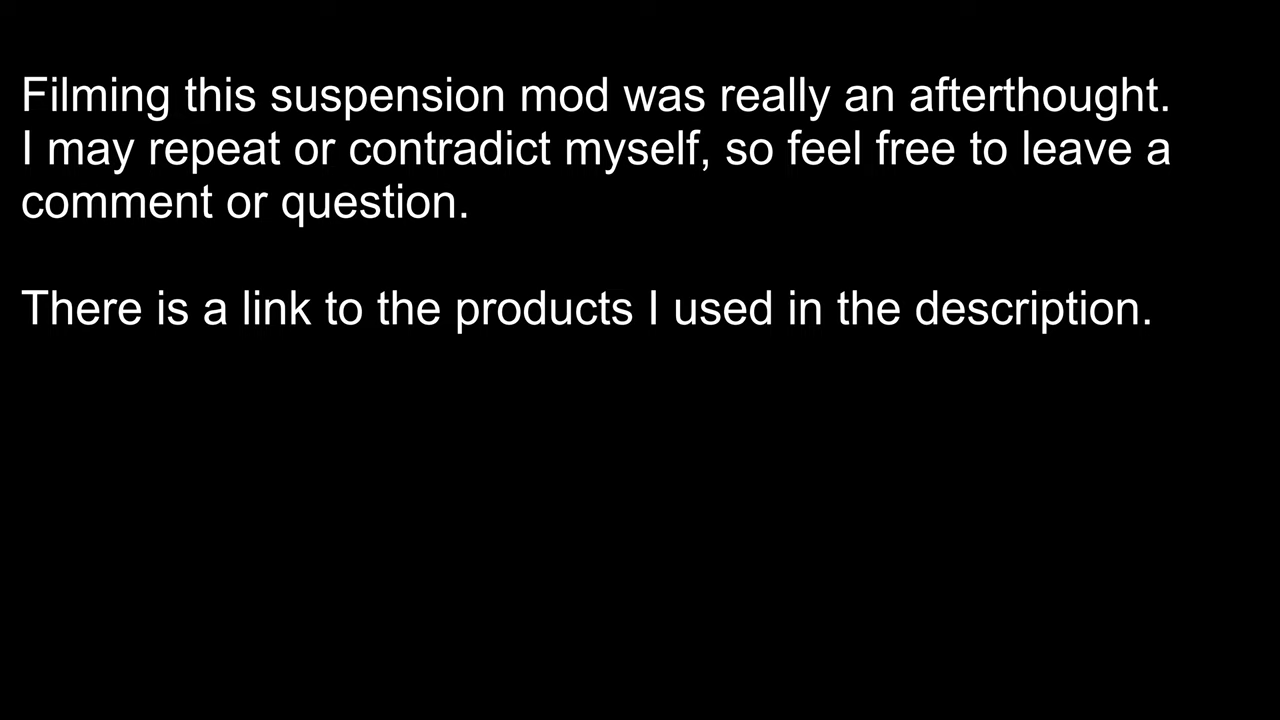 Filming this suspension mod was really an afterthought.
I may repeat or contradict myself, so feel free to leave a
comment or question.
There is a link to the products I used in the description.